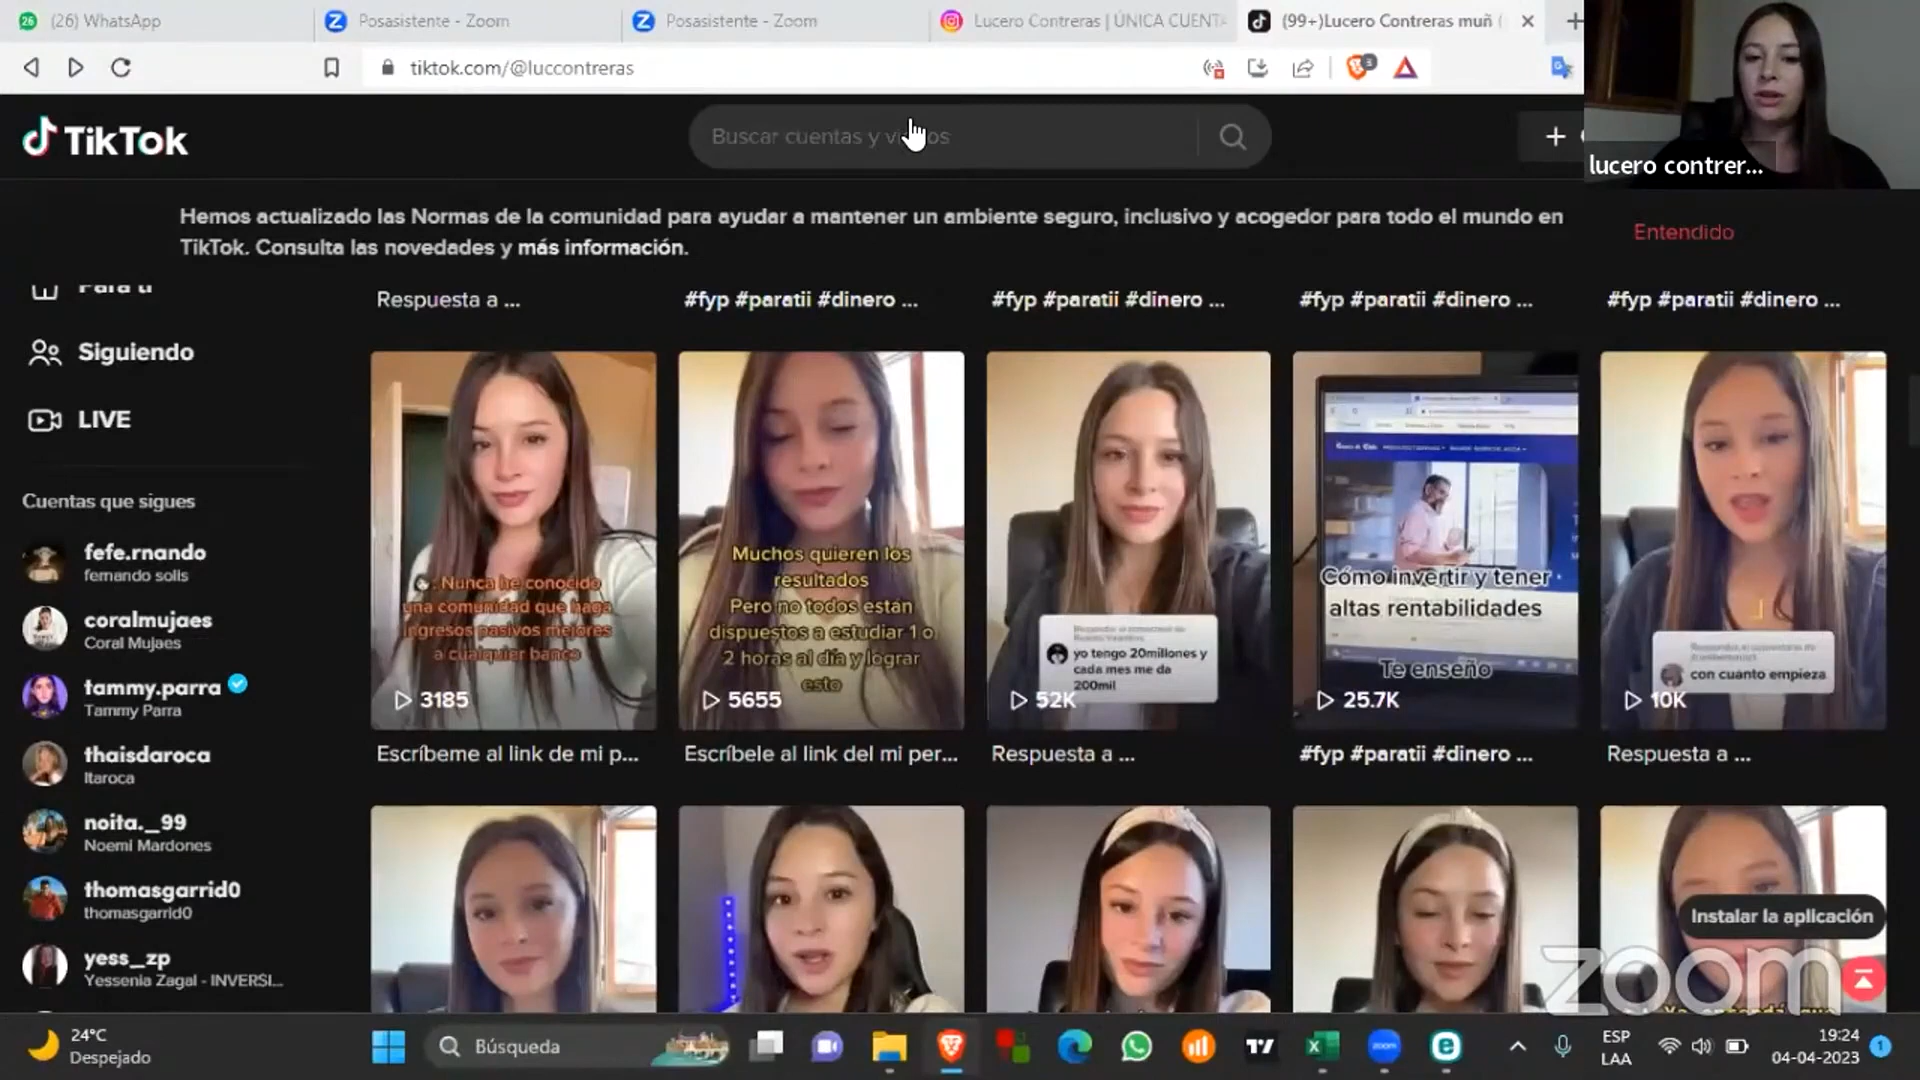 (26) WhatsApp
Posasistente - Zoom
Posasistente - Zoom
Lucero Contreras | ÚNICA CUENTA
(99+)Lucero Contreras muñ (
tiktok.com/@luccontreras
TikTok
Buscar cuentas y
lucero contrer...
Hemos actualizado las Normas de la comunidad para ayudar a mantener un ambiente seguro, inclusivo y acogedor para todo el mundo en
TikTok. Consulta las novedades y más información.
Entendido
Para ti
Siguiendo
LIVE
Cuentas que sigues
fefe.rnando
fernando solis
coralmujaes
Coral Mujaes
tammy.parra
Tammy Parra
thaisdaroca
Itaroca
noita._99
Noemi Mardones
thomasgarrid0
thomasgarrid0
yess_zp
Yessenia Zagal - INVERSI...
Respuesta a ...
#fyp #paratii #dinero ...
#fyp #paratii #dinero ...
#fyp #paratii #dinero ...
#fyp #paratii #dinero ...
: Nunca he conocido
una comunidad que haga
ingresos pasivos mejores
a cualquier banco
3185
Escríbeme al link de mi p...
Muchos quieren los
resultados
Pero no todos están
dispuestos a estudiar 1 o
2 horas al día y lograr
esto
5655
Escríbele al link del mi per...
yo tengo 20millones y
cada mes me da
200mil
52K
Respuesta a ...
Cómo invertir y tener
altas rentabilidades
Te enseño
25.7K
#fyp #paratii #dinero ...
con cuanto empieza
10K
Respuesta a ...
Instalar la aplicación
zoom
24°C
Despejado
Búsqueda
zoom
ESP
LAA
19:24
04-04-2023
1